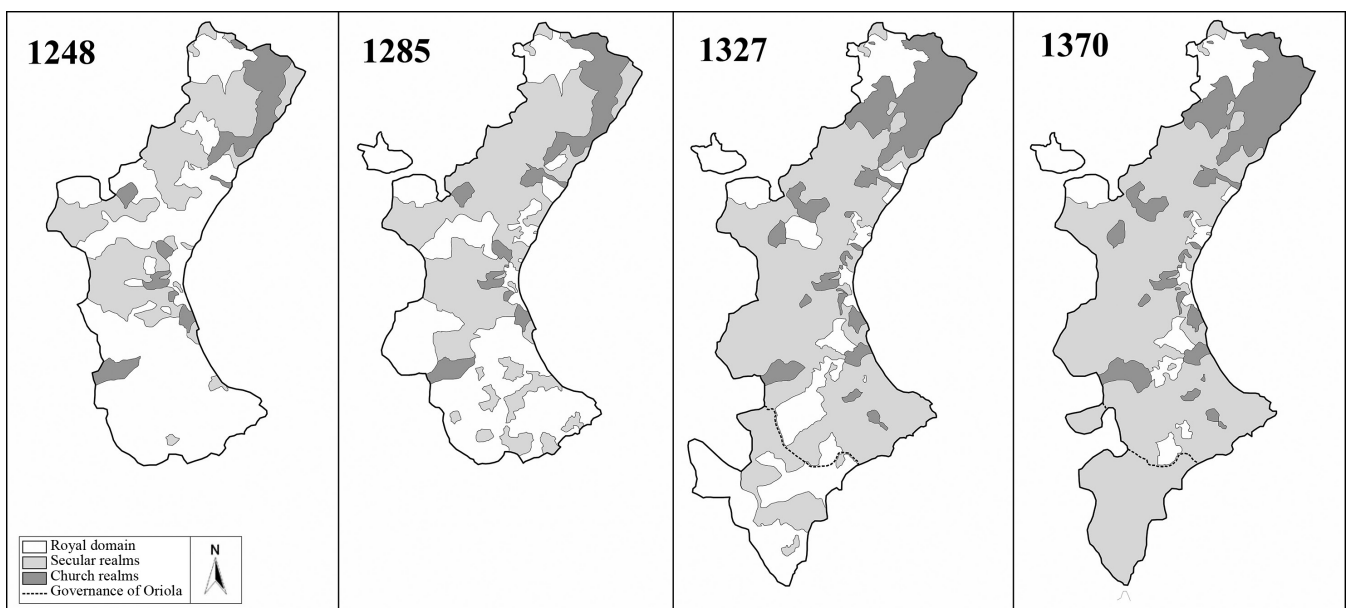 1248
1285
1327
1370
Royal domain
Secular realms
Church realms
Governance of Oriola
N